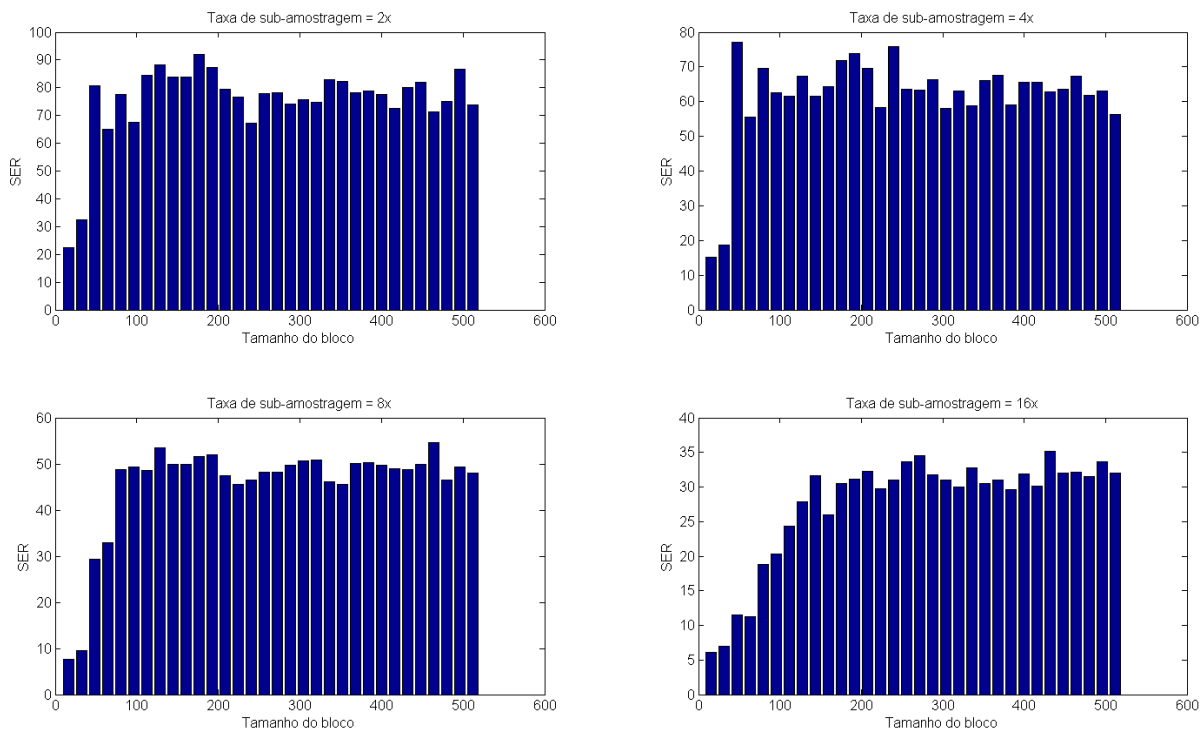 Taxa de sub-amostragem = 2x
100
90
80
70
60
50
40
30
20
10
0
SER
0 100 200 300 400 500 600
Tamanho do bloco
Taxa de sub-amostragem = 4x
80
70
60
50
40
30
20
10
0
SER
0 100 200 300 400 500 600
Tamanho do bloco
Taxa de sub-amostragem = 8x
60
50
40
30
20
10
0
SER
0 100 200 300 400 500 600
Tamanho do bloco
Taxa de sub-amostragem = 16x
40
35
30
25
20
15
10
5
0
SER
0 100 200 300 400 500 600
Tamanho do bloco